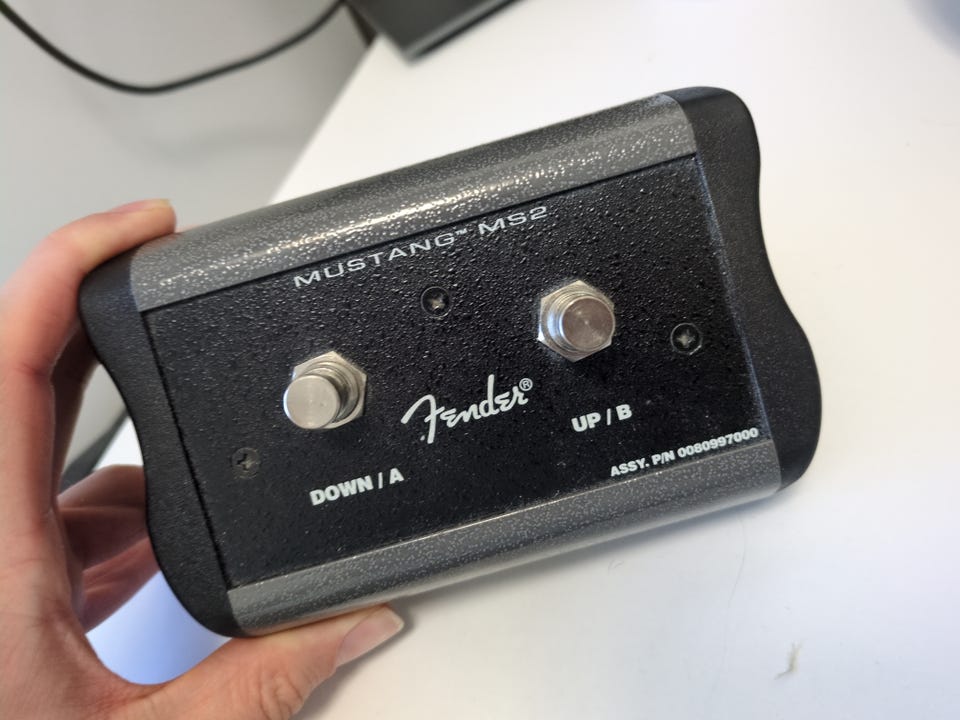 MUSTANG™ MS2
Fender®
DOWN / A
UP / B
ASSY. P/N 0080997000